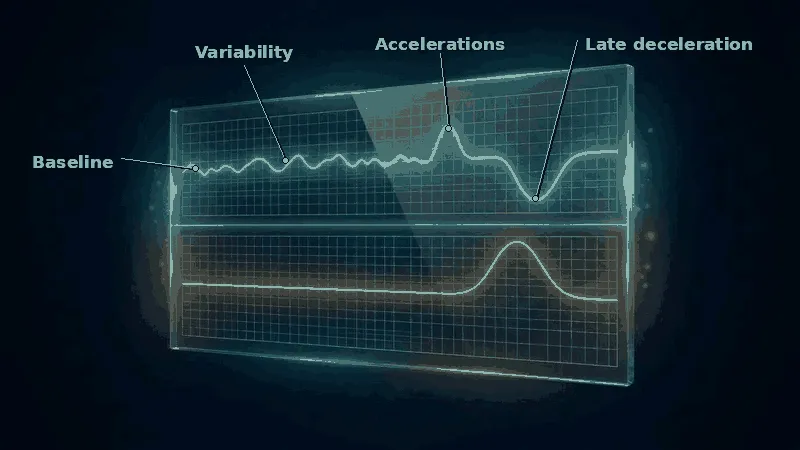 Accelerations
Late deceleration
Variability
Baseline